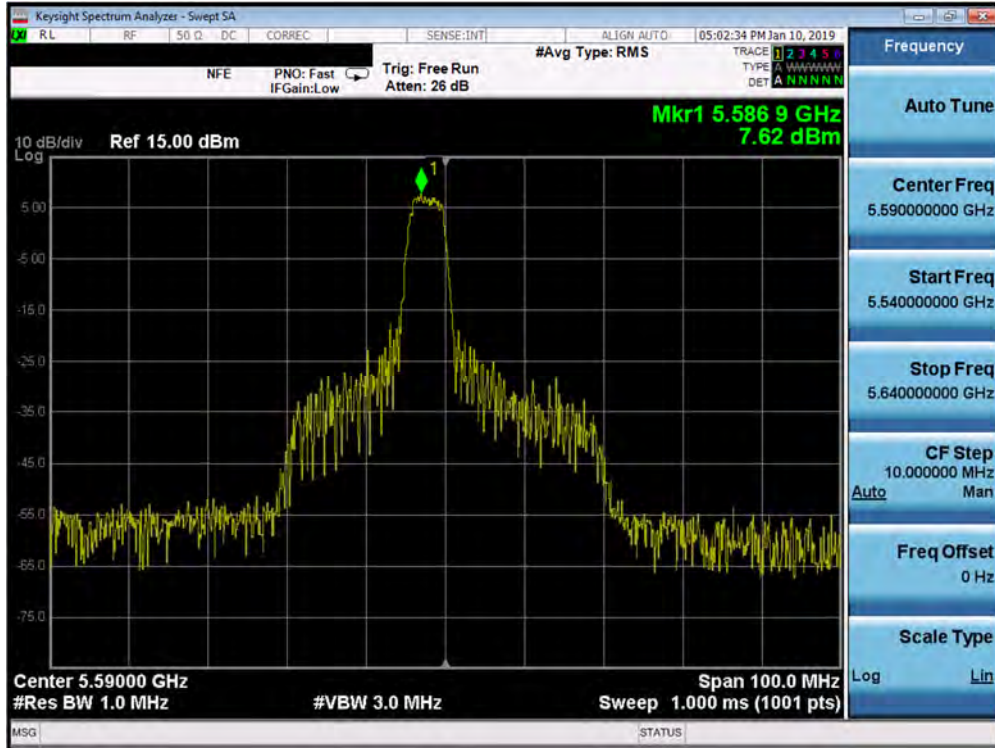 Keysight Spectrum Analyzer - Swept SA
LXI RL RF 50 Ω DC CORREC SENSE:INT ALIGN AUTO 05:02:34 PM Jan 10, 2019
NFE PNO: Fast IFGain:Low Trig: Free Run Atten: 26 dB #Avg Type: RMS
TRACE 1 2 3 4 5 6
TYPE A WWWWW
DET A N N N N N
Mkr1 5.586 9 GHz
7.62 dBm
10 dB/div Ref 15.00 dBm
Log
1
5.00
-5.00
-15.0
-25.0
-35.0
-45.0
-55.0
-65.0
-75.0
Center 5.59000 GHz Span 100.0 MHz
#Res BW 1.0 MHz #VBW 3.0 MHz Sweep 1.000 ms (1001 pts)
MSG STATUS
Frequency
Auto Tune
Center Freq
5.590000000 GHz
Start Freq
5.540000000 GHz
Stop Freq
5.640000000 GHz
CF Step
10.000000 MHz
Auto Man
Freq Offset
0 Hz
Scale Type
Log Lin